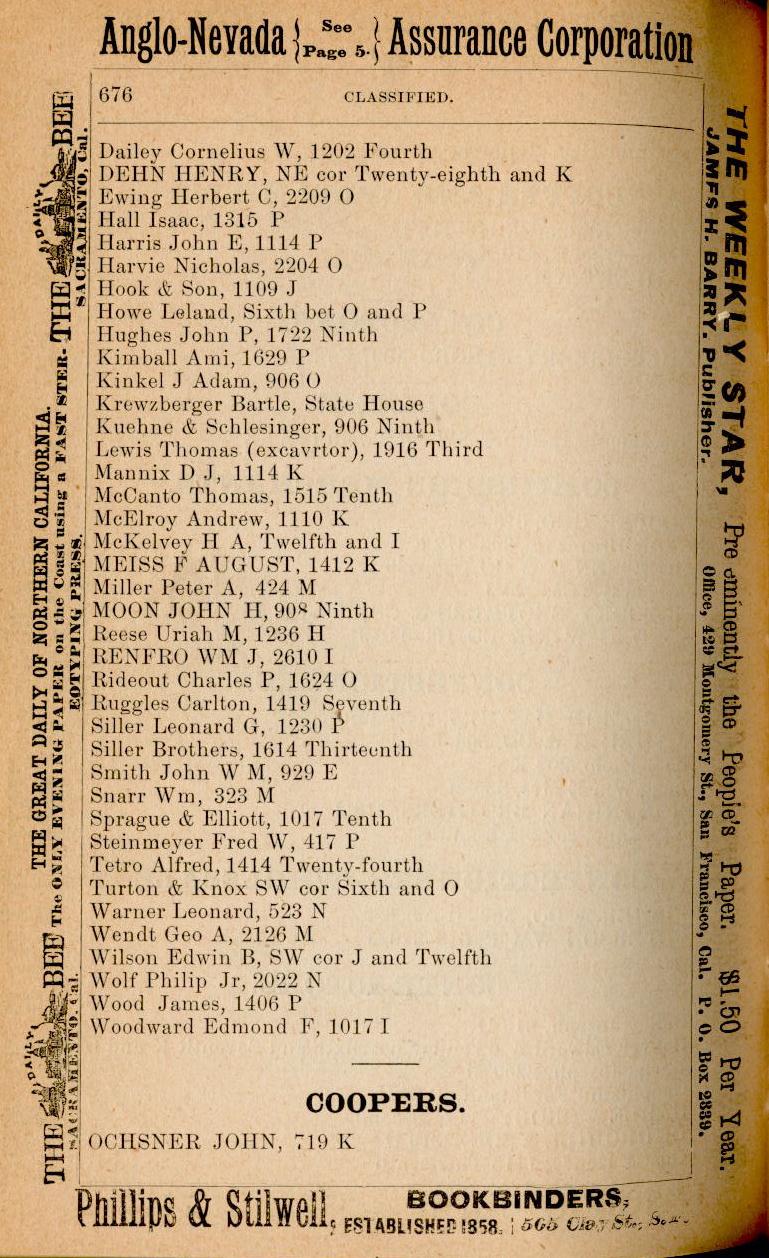 Anglo-Nevada { See Page 5. } Assurance Corporation
676 CLASSIFIED.
Dailey Cornelius W, 1202 Fourth
DEHN HENRY, NE cor Twenty-eighth and K
Ewing Herbert C, 2209 O
Hall Isaac, 1315 P
Harris John E, 1114 P
Harvie Nicholas, 2204 O
Hook & Son, 1109 J
Howe Leland, Sixth bet O and P
Hughes John P, 1722 Ninth
Kimball Ami, 1629 P
Kinkel J Adam, 906 O
Krewzberger Bartle, State House
Kuehne & Schlesinger, 906 Ninth
Lewis Thomas (excavrtor), 1916 Third
Mannix D J, 1114 K
McCanto Thomas, 1515 Tenth
McElroy Andrew, 1110 K
McKelvey H A, Twelfth and I
MEISS F AUGUST, 1412 K
Miller Peter A, 424 M
MOON JOHN H, 908 Ninth
Reese Uriah M, 1236 H
RENFRO WM J, 2610 I
Rideout Charles P, 1624 O
Ruggles Carlton, 1419 Seventh
Siller Leonard G, 1230 P
Siller Brothers, 1614 Thirteenth
Smith John W M, 929 E
Snarr Wm, 323 M
Sprague & Elliott, 1017 Tenth
Steinmeyer Fred W, 417 P
Tetro Alfred, 1414 Twenty-fourth
Turton & Knox SW cor Sixth and O
Warner Leonard, 523 N
Wendt Geo A, 2126 M
Wilson Edwin B, SW cor J and Twelfth
Wolf Philip Jr, 2022 N
Wood James, 1406 P
Woodward Edmond F, 1017 I
COOPERS.
OCHSNER JOHN, 719 K
THE DAILY BEE
SACRAMENTO, Cal.
THE GREAT DAILY OF NORTHERN CALIFORNIA.
The ONLY EVENING PAPER on the Coast using a FAST STER-
EOTYPING PRESS.
THE DAILY BEE
SACRAMENTO, Cal.
THE WEEKLY STAR, Pre eminently the People's Paper. $1.50 Per Year.
JAMES H. BARRY. Publisher. Office, 429 Montgomery St., San Francisco, Cal. P. O. Box 2839.
Phillips & Stilwell, BOOKBINDERS,
ESTABLISHED 1858. 565 Clay St.,